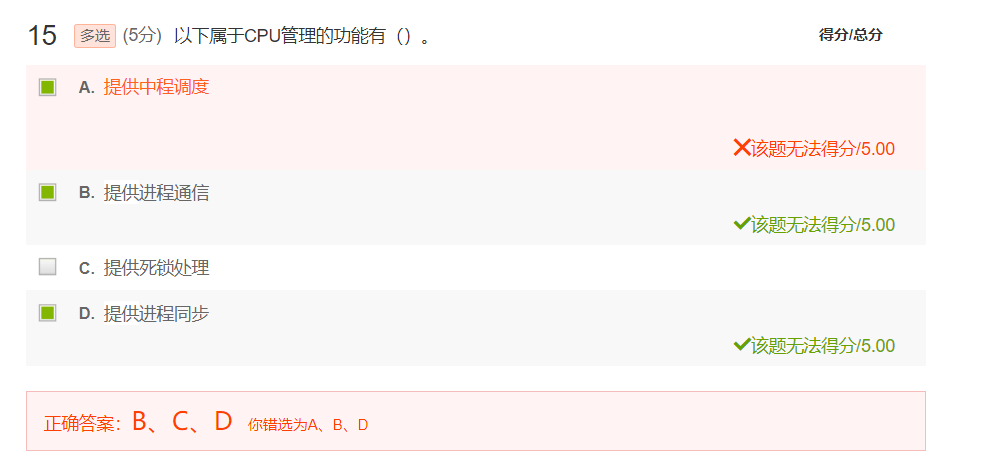 15 多选 (5分) 以下属于CPU管理的功能有（）。 得分/总分
A. 提供中程调度
该题无法得分/5.00
B. 提供进程通信
该题无法得分/5.00
C. 提供死锁处理
D. 提供进程同步
该题无法得分/5.00
正确答案：B、C、D 你错选为A、B、D